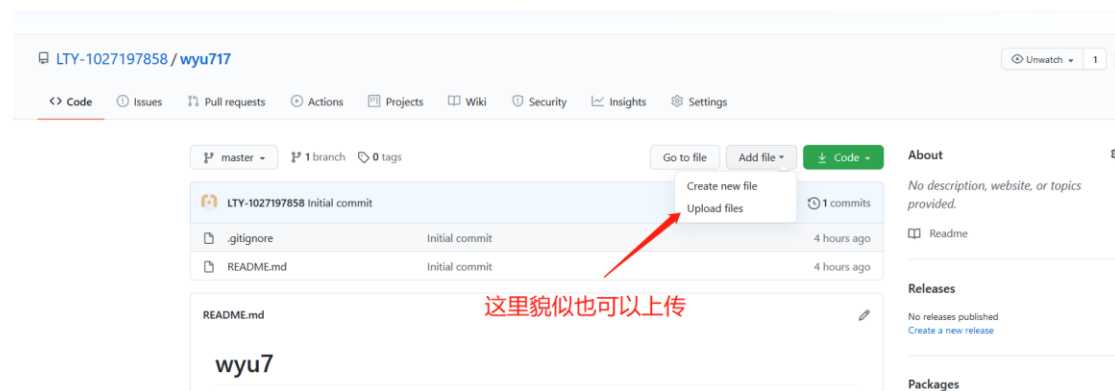 LTY-1027197858 / wyu717
Unwatch 1
Code Issues Pull requests Actions Projects Wiki Security Insights Settings
master 1 branch 0 tags Go to file Add file Code
Create new file
Upload files
LTY-1027197858 Initial commit 1 commits
.gitignore Initial commit 4 hours ago
README.md Initial commit 4 hours ago
这里貌似也可以上传
README.md
wyu7
About
No description, website, or topics
provided.
Readme
Releases
No releases published
Create a new release
Packages